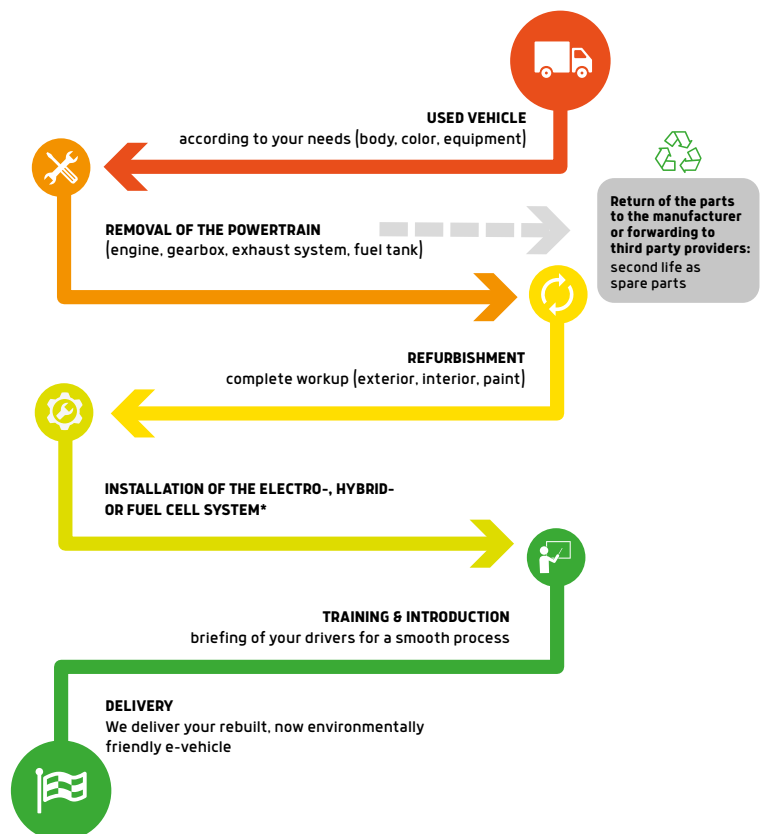 USED VEHICLE
according to your needs (body, color, equipment)
REMOVAL OF THE POWERTRAIN
(engine, gearbox, exhaust system, fuel tank)
Return of the parts
to the manufacturer
or forwarding to
third party providers:
second life as
spare parts
REFURBISHMENT
complete workup (exterior, interior, paint)
INSTALLATION OF THE ELECTRO-, HYBRID-
OR FUEL CELL SYSTEM*
TRAINING & INTRODUCTION
briefing of your drivers for a smooth process
DELIVERY
We deliver your rebuilt, now environmentally
friendly e-vehicle